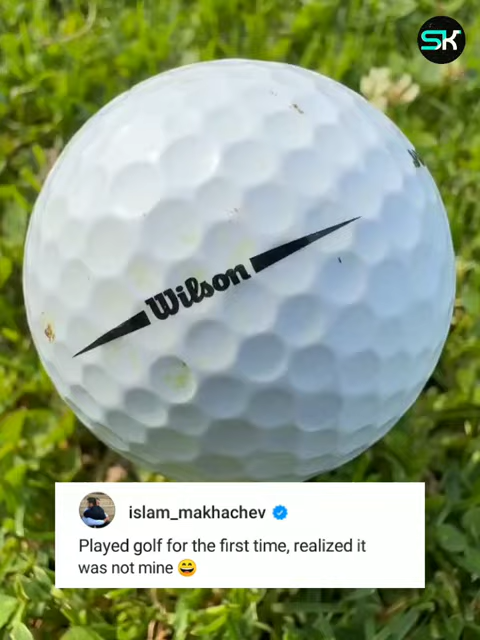 SK
Wilson
islam_makhachev
Played golf for the first time, realized it
was not mine 😄